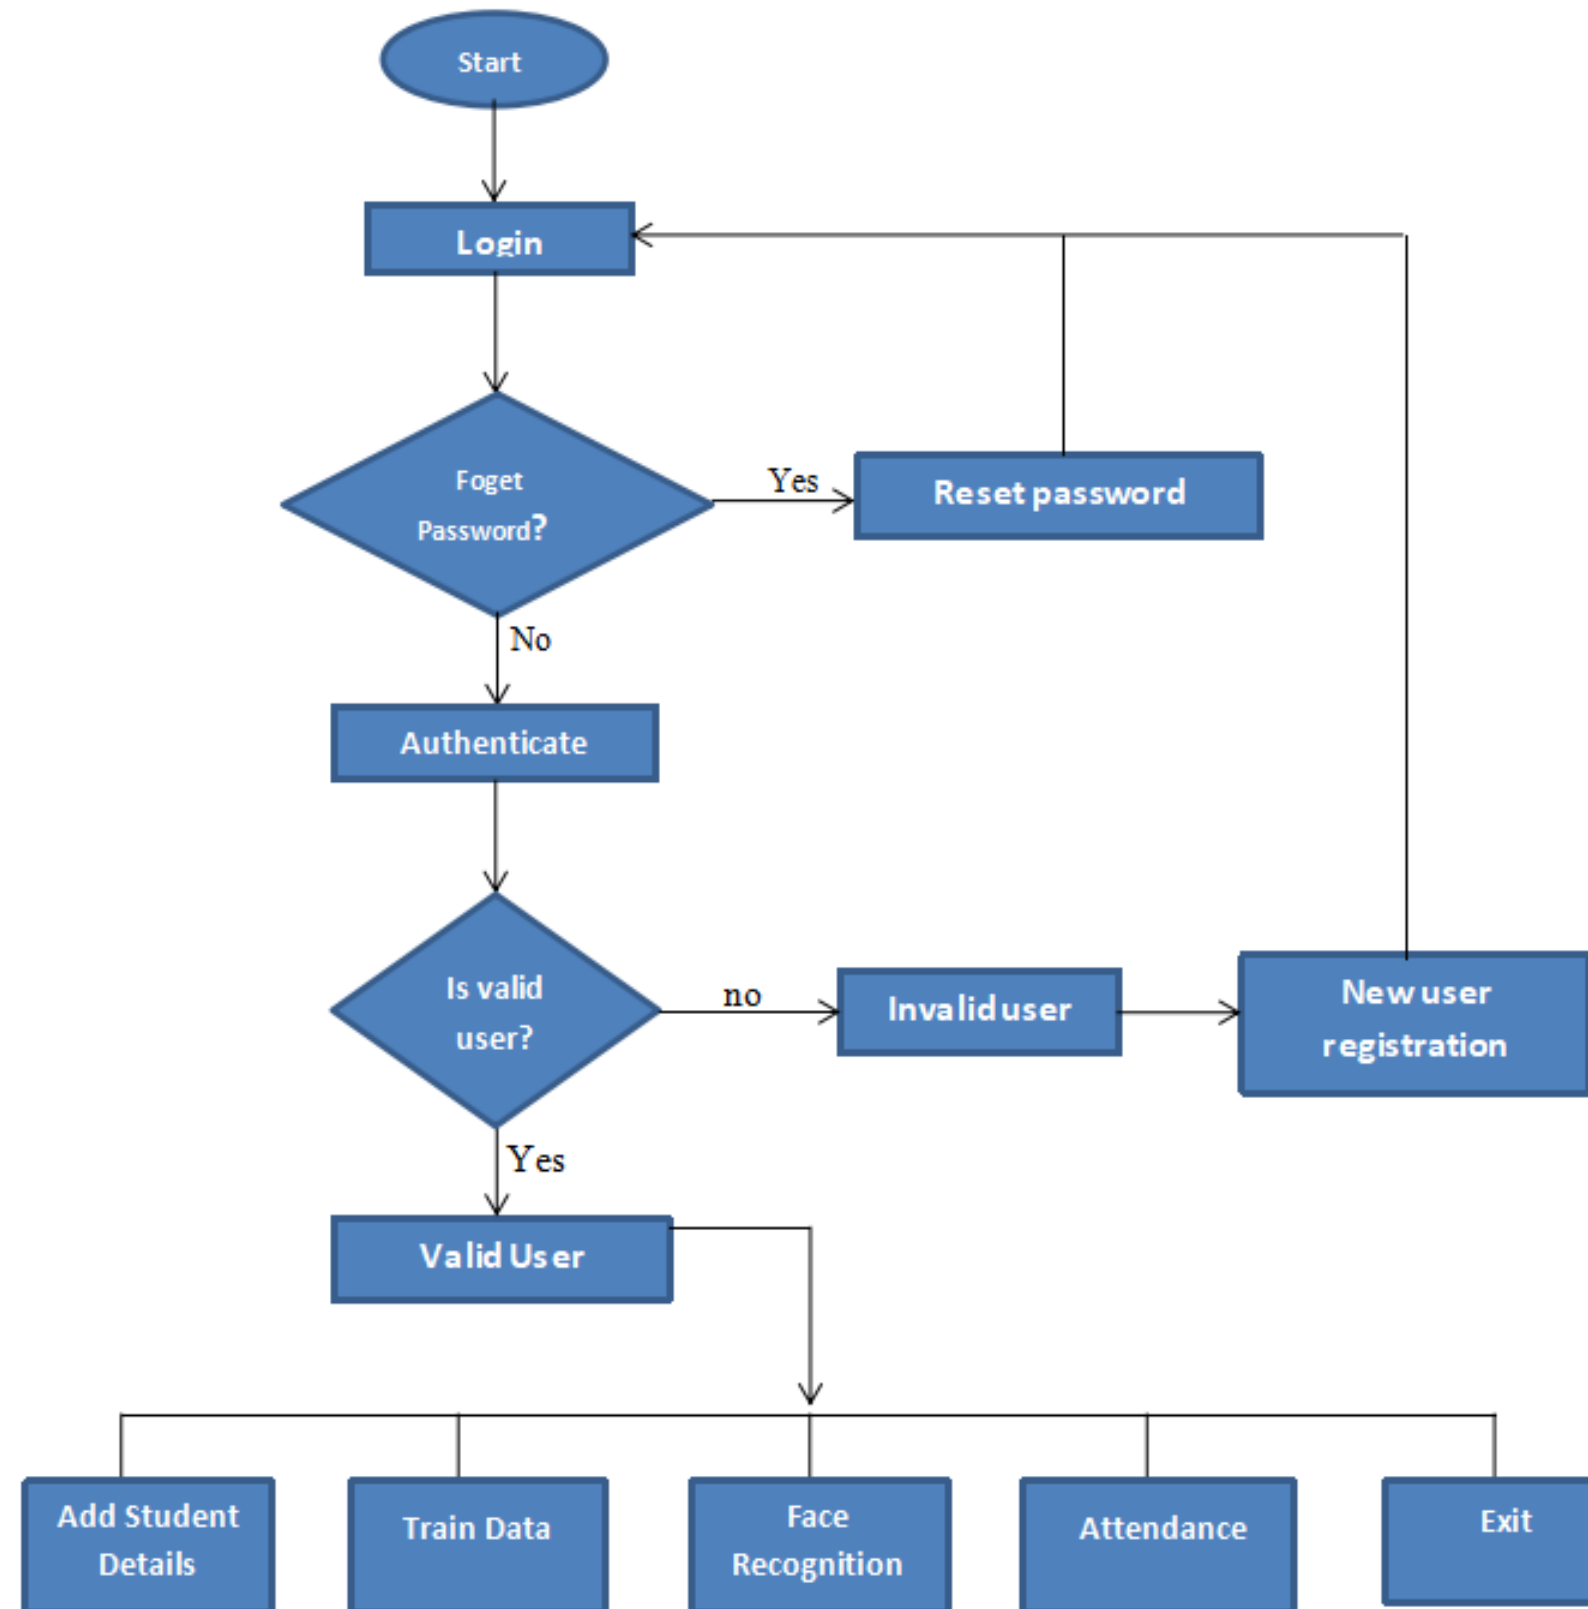 Start
Login
Foget
Password?
Yes
Reset password
No
Authenticate
Is valid
user?
no
Invalid user
New user
registration
Yes
Valid User
Add Student
Details
Train Data
Face
Recognition
Attendance
Exit